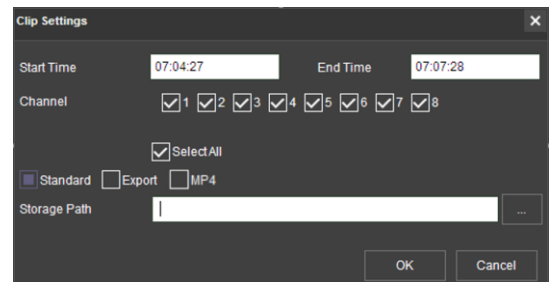 Clip Settings
Start Time 07:04:27 End Time 07:07:28
Channel 1 2 3 4 5 6 7 8
Select All
Standard Export MP4
Storage Path ...
OK Cancel